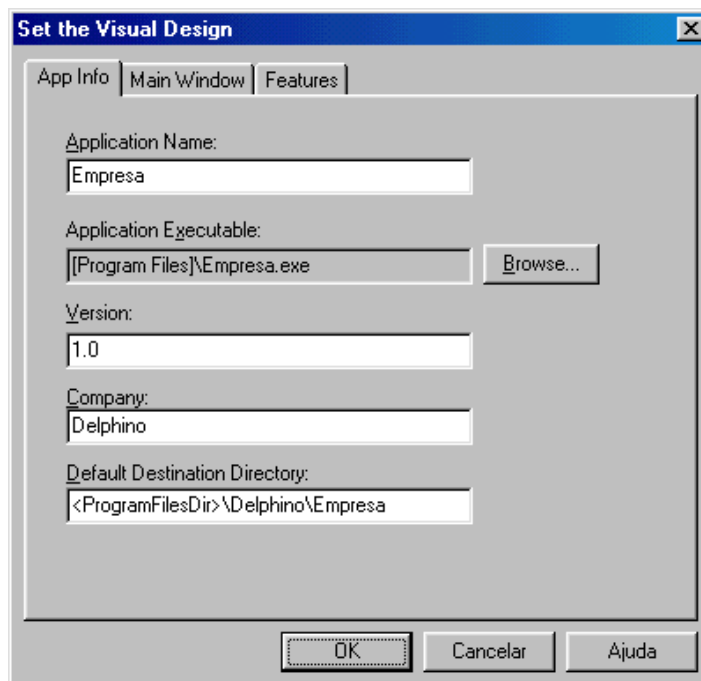 Set the Visual Design
App Info Main Window Features
Application Name:
Empresa
Application Executable:
[Program Files]\Empresa.exe
Browse...
Version:
1.0
Company:
Delphino
Default Destination Directory:
<ProgramFilesDir>\Delphino\Empresa
OK Cancelar Ajuda